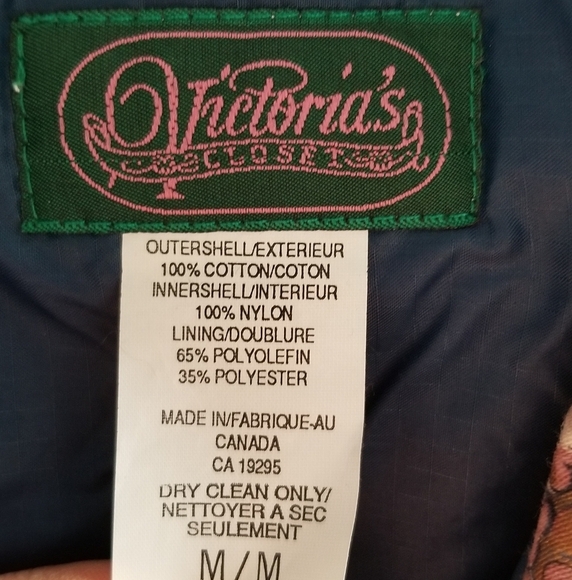 Victoria's
CLOSET
OUTERSHELL/EXTERIEUR
100% COTTON/COTON
INNERSHELL/INTERIEUR
100% NYLON
LINING/DOUBLURE
65% POLYOLEFIN
35% POLYESTER
MADE IN/FABRIQUE-AU
CANADA
CA 19295
DRY CLEAN ONLY/
NETTOYER A SEC
SEULEMENT
M/M